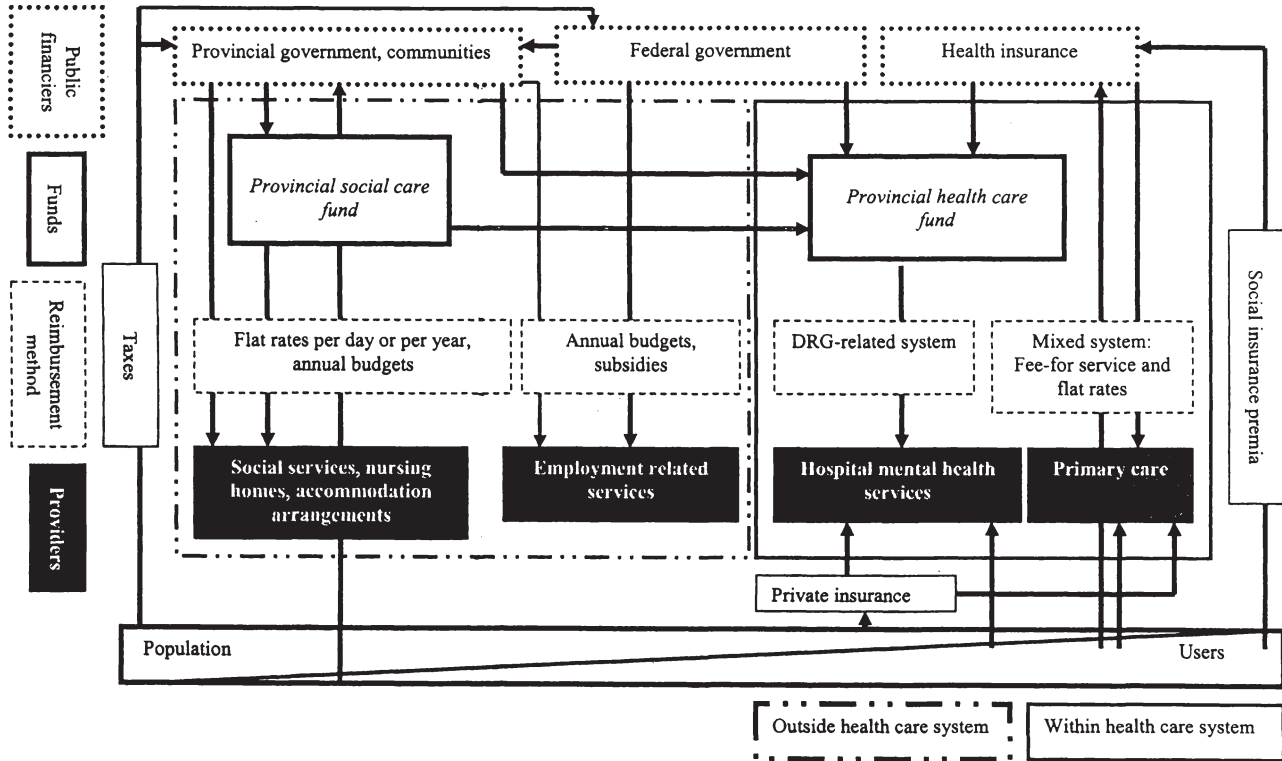 Public
financiers
Provincial government, communities
Federal government
Health insurance
Funds
Provincial social care
fund
Provincial health care
fund
Reimbursement
method
Taxes
Flat rates per day or per year,
annual budgets
Annual budgets,
subsidies
DRG-related system
Mixed system:
Fee-for service and
flat rates
Social insurance premia
Providers
Social services, nursing
homes, accommodation
arrangements
Employment related
services
Hospital mental health
services
Primary care
Private insurance
Population
Users
Outside health care system
Within health care system